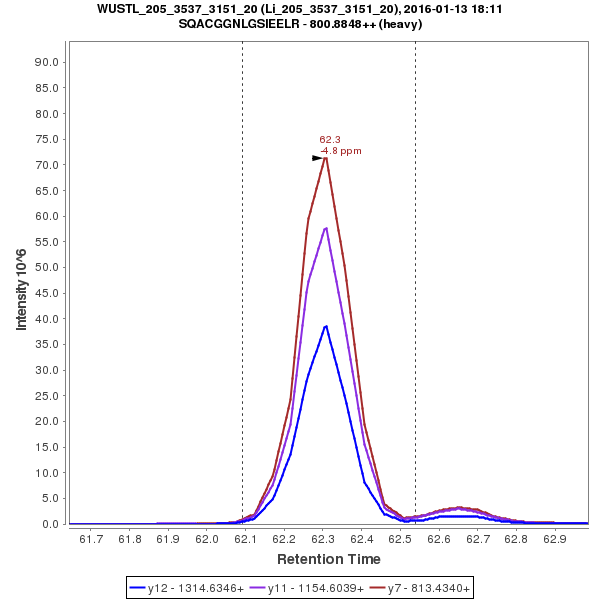 WUSTL_205_3537_3151_20 (Li_205_3537_3151_20), 2016-01-13 18:11
SQACGGNLGSIEELR - 800.8848++ (heavy)
90.0
85.0
80.0
75.0
70.0
65.0
60.0
55.0
50.0
45.0
40.0
35.0
30.0
25.0
20.0
15.0
10.0
5.0
0.0
Intensity 10^6
62.3
-4.8 ppm
61.7 61.8 61.9 62.0 62.1 62.2 62.3 62.4 62.5 62.6 62.7 62.8 62.9
Retention Time
y12 - 1314.6346+ y11 - 1154.6039+ y7 - 813.4340+